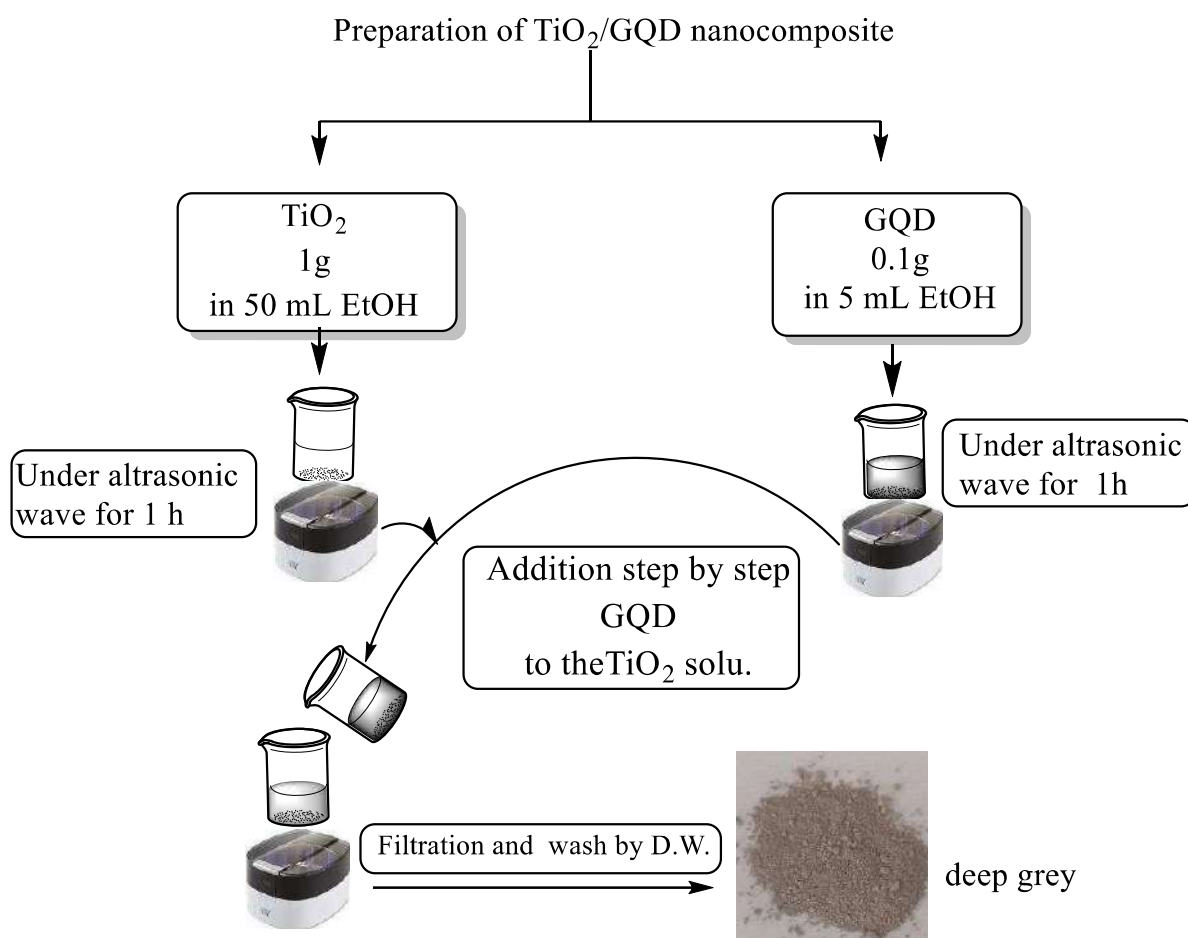 Preparation of TiO₂/GQD nanocomposite
TiO₂
1g
in 50 mL EtOH
GQD
0.1g
in 5 mL EtOH
Under altrasonic
wave for 1 h
Under altrasonic
wave for 1h
Addition step by step
GQD
to theTiO₂ solu.
Filtration and wash by D.W.
deep grey